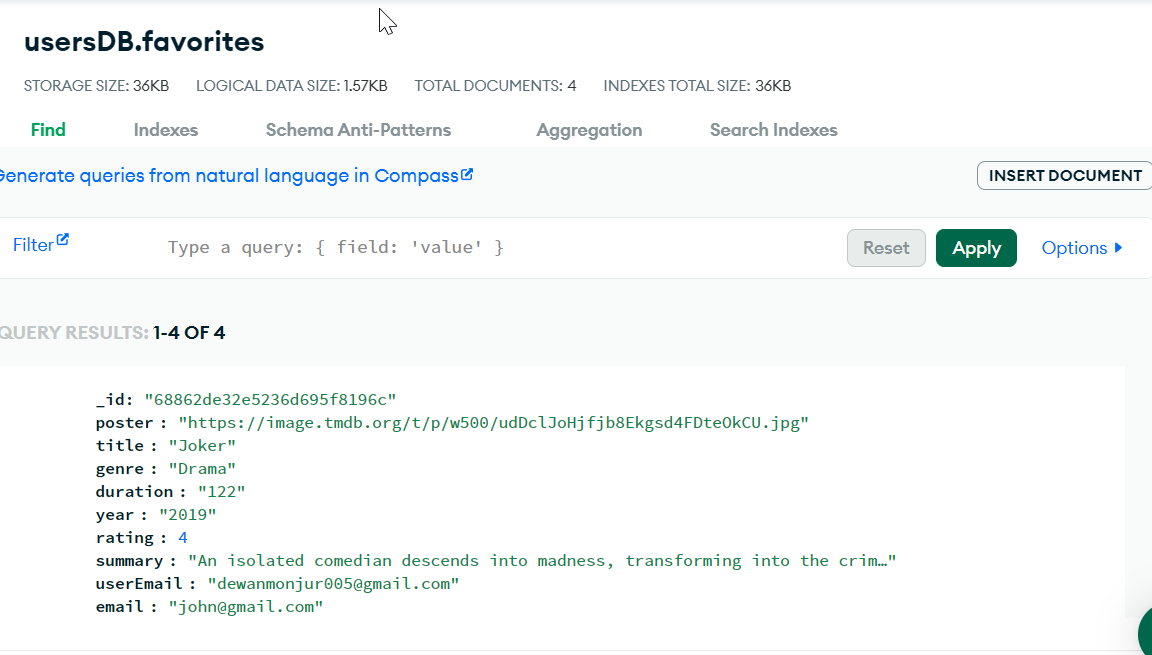 usersDB.favorites
STORAGE SIZE: 36KB LOGICAL DATA SIZE: 1.57KB TOTAL DOCUMENTS: 4 INDEXES TOTAL SIZE: 36KB
Find Indexes Schema Anti-Patterns Aggregation Search Indexes
Generate queries from natural language in Compass
INSERT DOCUMENT
Filter Type a query: { field: 'value' } Reset Apply Options
QUERY RESULTS: 1-4 OF 4
_id: "68862de32e5236d695f8196c"
poster : "https://image.tmdb.org/t/p/w500/udDclJoHjfjb8Ekgsd4FDteOkCU.jpg"
title : "Joker"
genre : "Drama"
duration : "122"
year : "2019"
rating : 4
summary : "An isolated comedian descends into madness, transforming into the crim…"
userEmail : "dewanmonjur005@gmail.com"
email : "john@gmail.com"